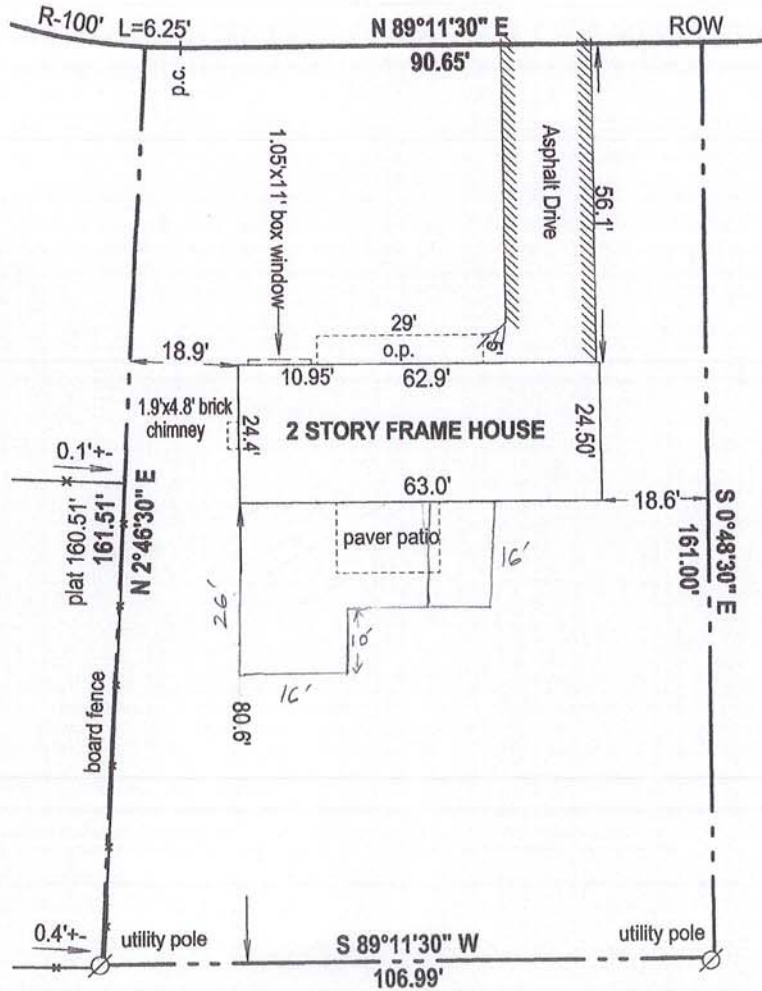 R-100' L=6.25' N 89°11'30" E ROW
90.65'
p.c.
1.05'x11' box window
Asphalt Drive
56.1'
29'
o.p.
18.9'
10.95' 62.9'
1.9'x4.8' brick
chimney
24.4'
2 STORY FRAME HOUSE
24.50'
63.0'
0.1'+-
plat 160.51'
161.51'
N 2°46'30" E
18.6'
S 0°48'30" E
161.00'
paver patio
16'
26'
10'
16'
80.6'
board fence
0.4'+-
utility pole
S 89°11'30" W
utility pole
106.99'